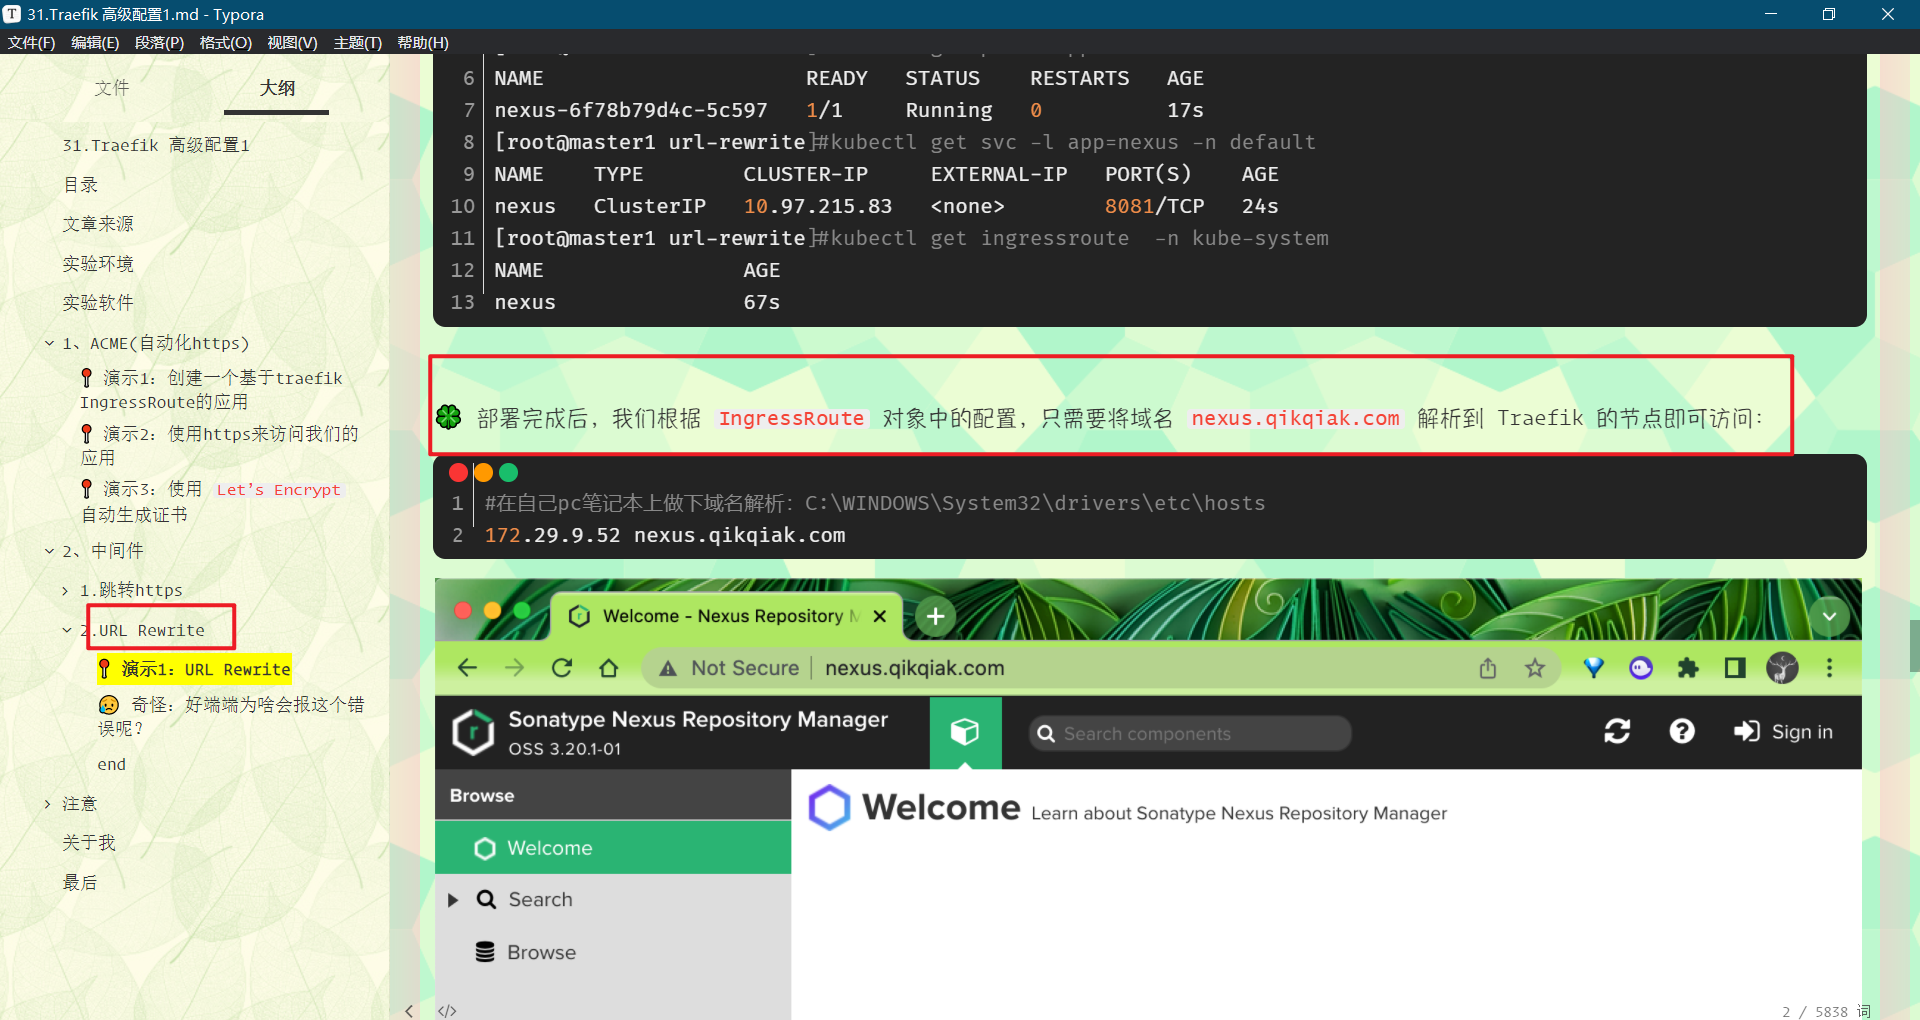 31.Traefik 高级配置1.md - Typora
文件(F) 编辑(E) 段落(P) 格式(O) 视图(V) 主题(T) 帮助(H)
文件 大纲
31.Traefik 高级配置1
目录
文章来源
实验环境
实验软件
1、ACME(自动化https)
演示1：创建一个基于traefik
IngressRoute的应用
演示2：使用https来访问我们的
应用
演示3：使用 Let's Encrypt
自动生成证书
2、中间件
1.跳转https
2.URL Rewrite
演示1：URL Rewrite
奇怪：好端端为啥会报这个错
误呢？
end
注意
关于我
最后
6 NAME READY STATUS RESTARTS AGE
7 nexus-6f78b79d4c-5c597 1/1 Running 0 17s
8 [root@master1 url-rewrite]#kubectl get svc -l app=nexus -n default
9 NAME TYPE CLUSTER-IP EXTERNAL-IP PORT(S) AGE
10 nexus ClusterIP 10.97.215.83 <none> 8081/TCP 24s
11 [root@master1 url-rewrite]#kubectl get ingressroute -n kube-system
12 NAME AGE
13 nexus 67s
部署完成后，我们根据 IngressRoute 对象中的配置，只需要将域名 nexus.qikqiak.com 解析到 Traefik 的节点即可访问：
1 #在自己pc笔记本上做下域名解析：C:\WINDOWS\System32\drivers\etc\hosts
2 172.29.9.52 nexus.qikqiak.com
Welcome - Nexus Repository M
Not Secure nexus.qikqiak.com
Sonatype Nexus Repository Manager
OSS 3.20.1-01
Search components
Sign in
Browse
Welcome
Search
Browse
Welcome Learn about Sonatype Nexus Repository Manager
</>
2 / 5838 词